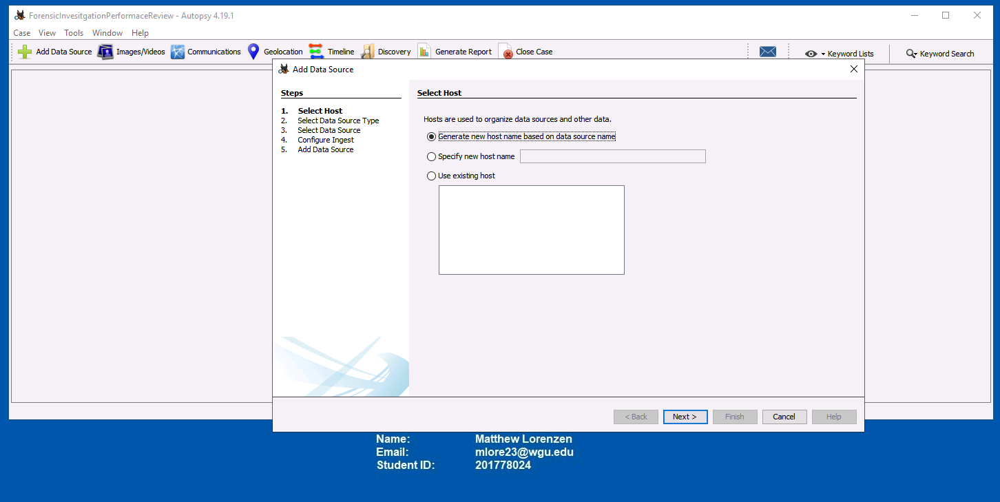 ForensicInvesitgationPerformaceReview - Autopsy 4.19.1
Case View Tools Window Help
Add Data Source Images/Videos Communications Geolocation Timeline Discovery Generate Report Close Case Keyword Lists Keyword Search
Add Data Source
Steps
1. Select Host
2. Select Data Source Type
3. Select Data Source
4. Configure Ingest
5. Add Data Source
Select Host
Hosts are used to organize data sources and other data.
Generate new host name based on data source name
Specify new host name
Use existing host
< Back Next > Finish Cancel Help
Name: Matthew Lorenzen
Email: mlore23@wgu.edu
Student ID: 201778024